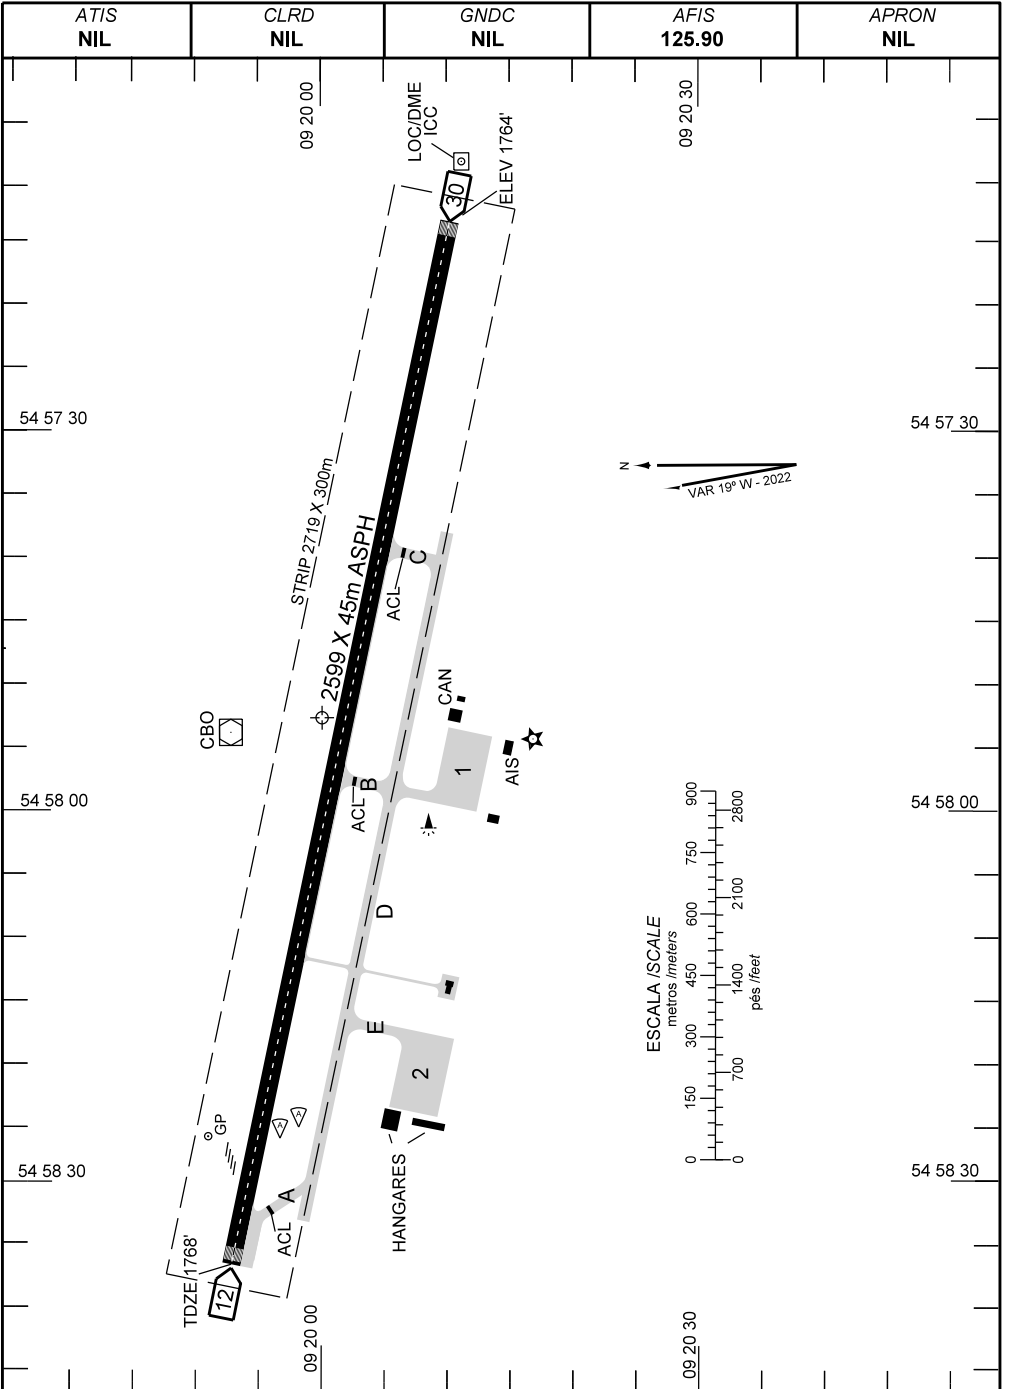 ATIS
NIL
CLRD
NIL
GNDC
NIL
AFIS
125.90
APRON
NIL
09 20 00
09 20 30
LOC/DME
ICC
30
ELEV 1764'
54 57 30
54 57 30
N
VAR 19º W - 2022
STRIP 2719 X 300m
2599 X 45m ASPH
ACL
C
CBO
CAN
1
AIS
ACL
B
54 58 00
54 58 00
D
ESCALA /SCALE
metros /meters
0
150
300
450
600
750
900
0
700
1400
2100
2800
pés /feet
E
2
GP
A
A
HANGARES
54 58 30
54 58 30
A
ACL
TDZE 1768'
12
09 20 00
09 20 30